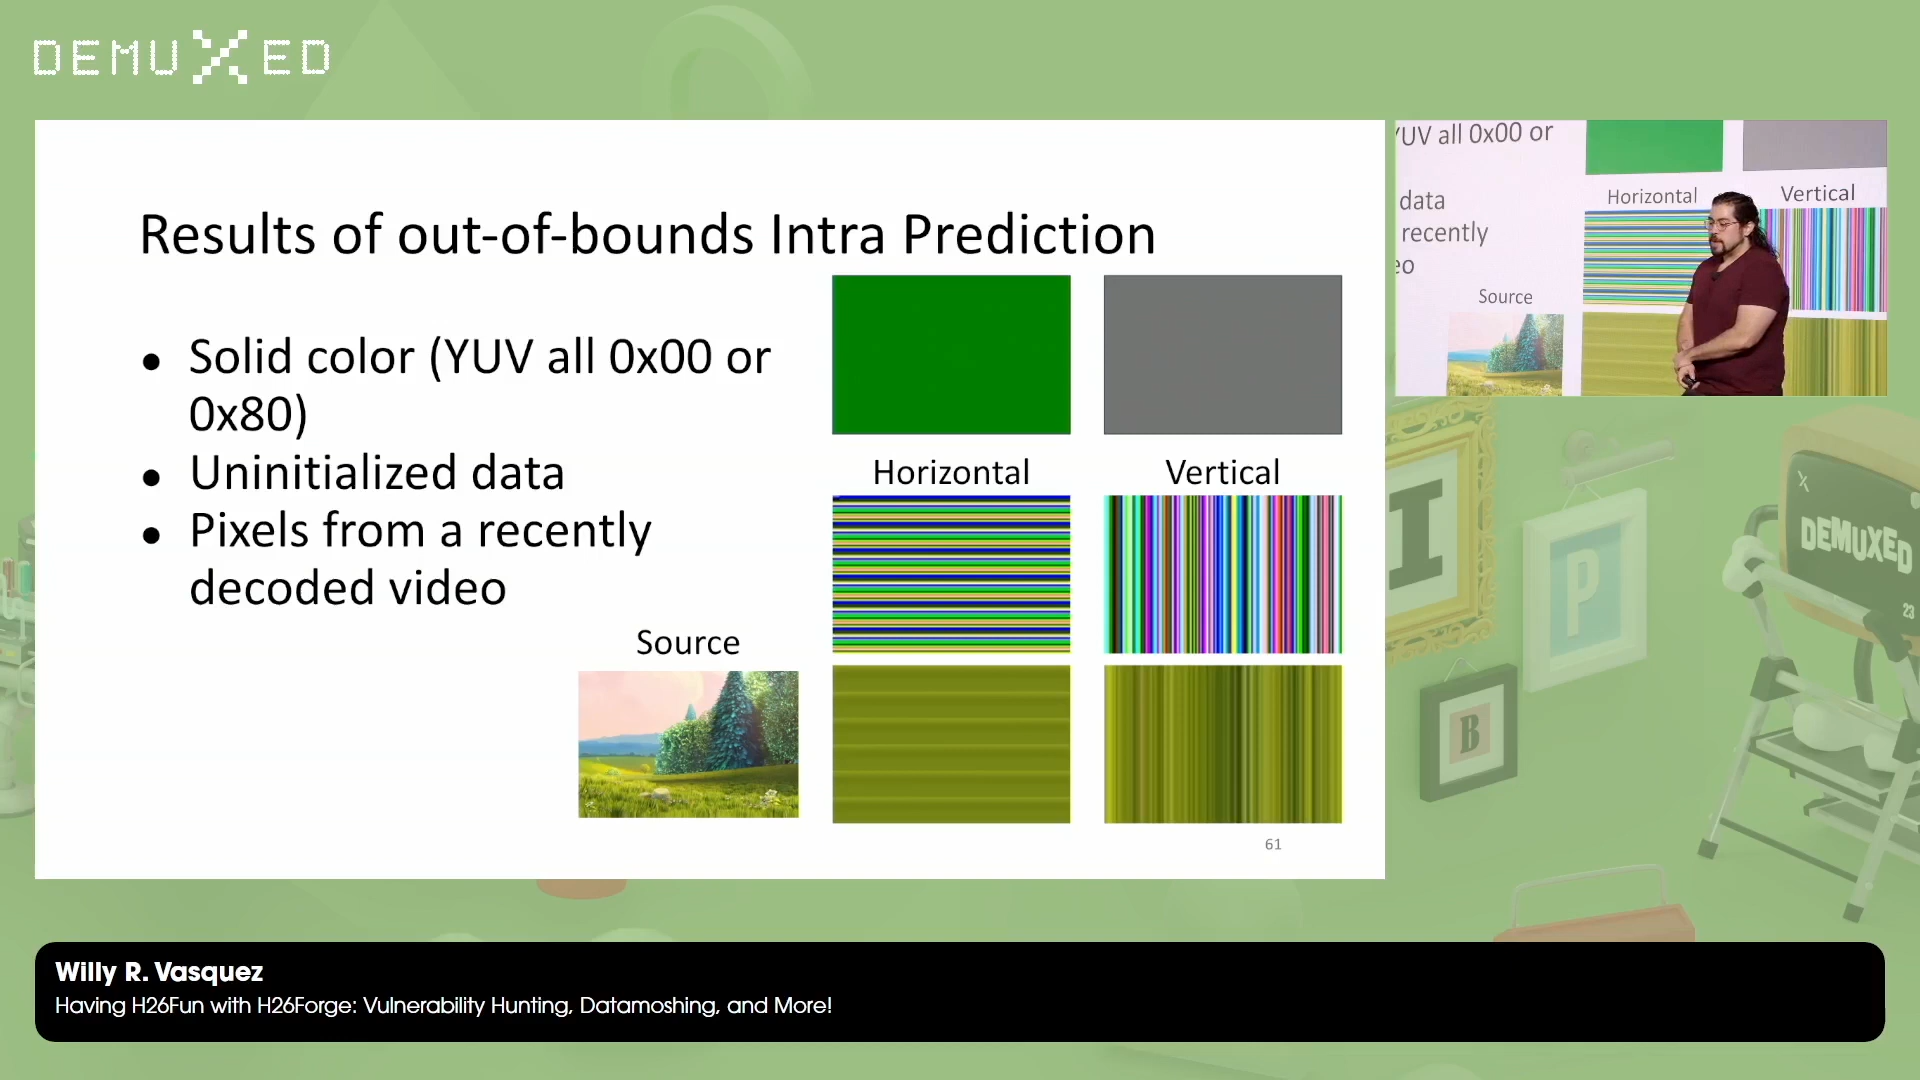 DEMUXED
Results of out-of-bounds Intra Prediction
● Solid color (YUV all 0x00 or
0x80)
● Uninitialized data
● Pixels from a recently
decoded video
Source
Horizontal
Vertical
61
YUV all 0x00 or
data
recently
eo
Source
Horizontal
Vertical
I
P
B
X
DEMUXED
23
Willy R. Vasquez
Having H26Fun with H26Forge: Vulnerability Hunting, Datamoshing, and More!